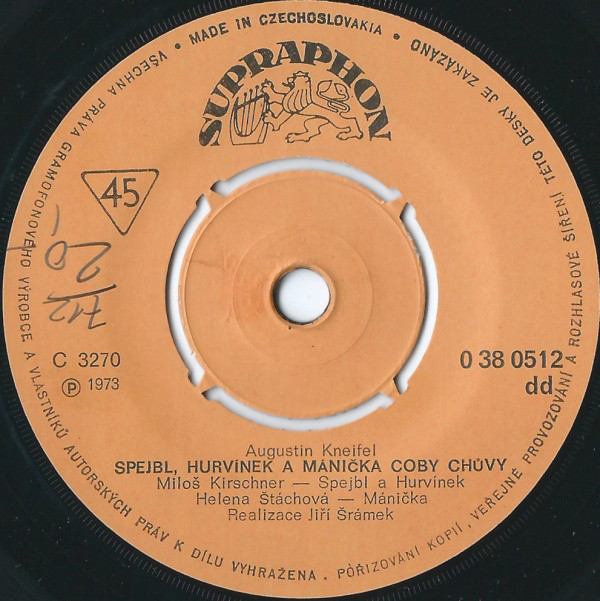 VŠECHNA PRÁVA GRAMOFONOVÉHO VÝROBCE A VLASTNÍKŮ AUTORSKÝCH PRÁV K DÍLU VYHRAŽENA. POŘIZOVÁNÍ KOPIÍ, VEŘEJNÉ PROVOZOVÁNÍ A ROZHLASOVÉ ŠÍŘENÍ TÉTO DESKY JE ZAKÁZÁNO • MADE IN CZECHOSLOVAKIA •
SUPRAPHON
45
712
20
C 3270
Ⓟ 1973
0 38 0512
dd
Augustin Kneifel
SPEJBL, HURVÍNEK A MÁNIČKA COBY CHŮVY
Miloš Kirschner — Spejbl a Hurvínek
Helena Štáchová — Mánička
Realizace Jiří Šrámek